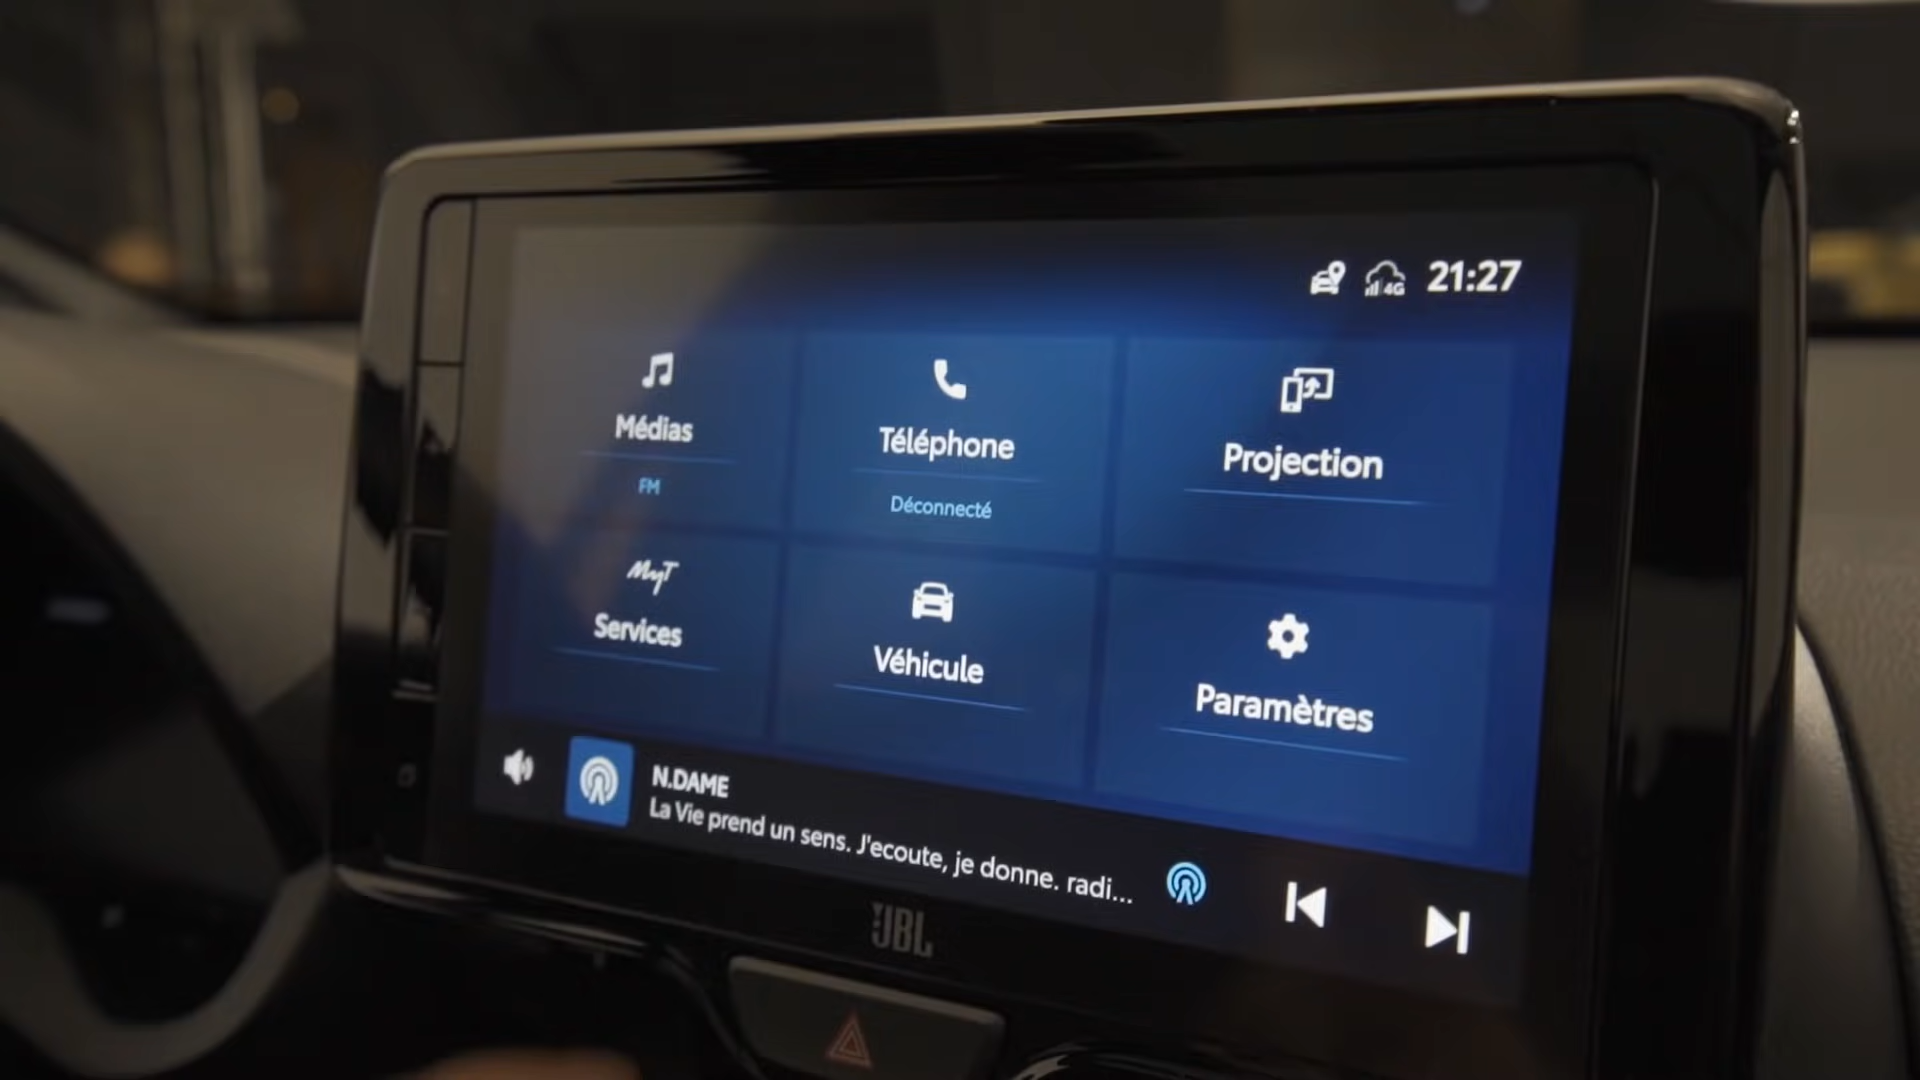 4G 21:27
Médias
FM
Téléphone
Déconnecté
Projection
MyT
Services
Véhicule
Paramètres
N.DAME
La Vie prend un sens. J'ecoute, je donne. radi...
JBL